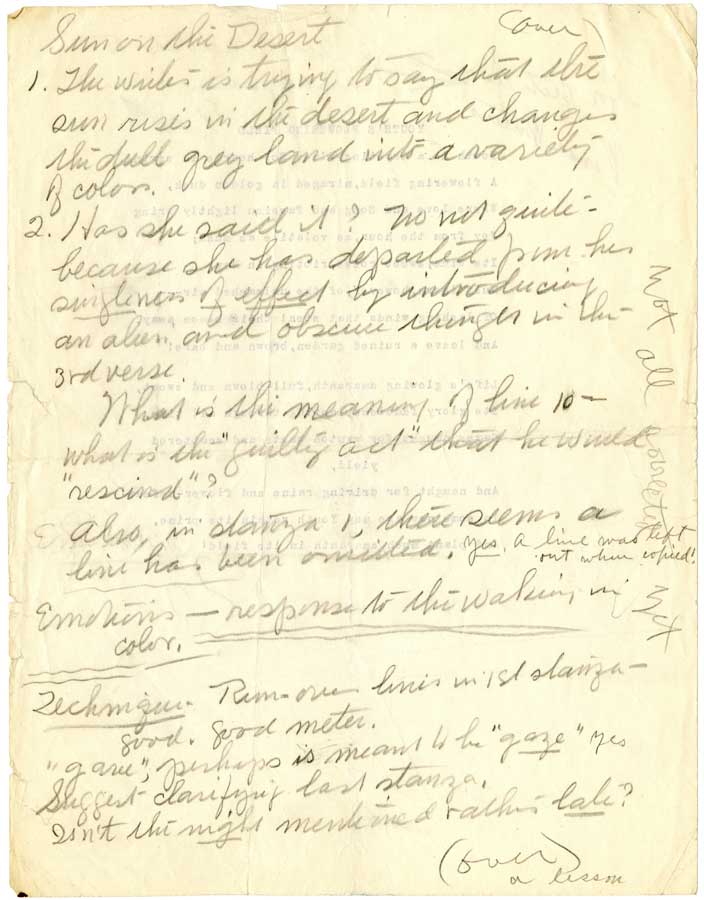 (over)
Sun on the Desert
1. The writer is trying to say that the
sun rises in the desert and changes
the dull grey land into a variety
of color.
2. Has she said it? No not quite -
because she has departed from her
singleness of effect by introducing
an alien and obscure thought in the
3rd verse.
What is the meaning of line 10 -
what is the "guilty act" that he would
"rescind"?
Also, in stanza 1, there seems a
line has been omitted. Yes. A line was left
out when copied!
Emotions - response to the waking in
color.
Technique. Run-over lines in 1st stanza -
good. Good meter.
"gave", perhaps is meant to be "gaze" yes
Suggest clarifying last stanza.
Isn't the night mentioned rather late?
(over)
a lesson
Not all